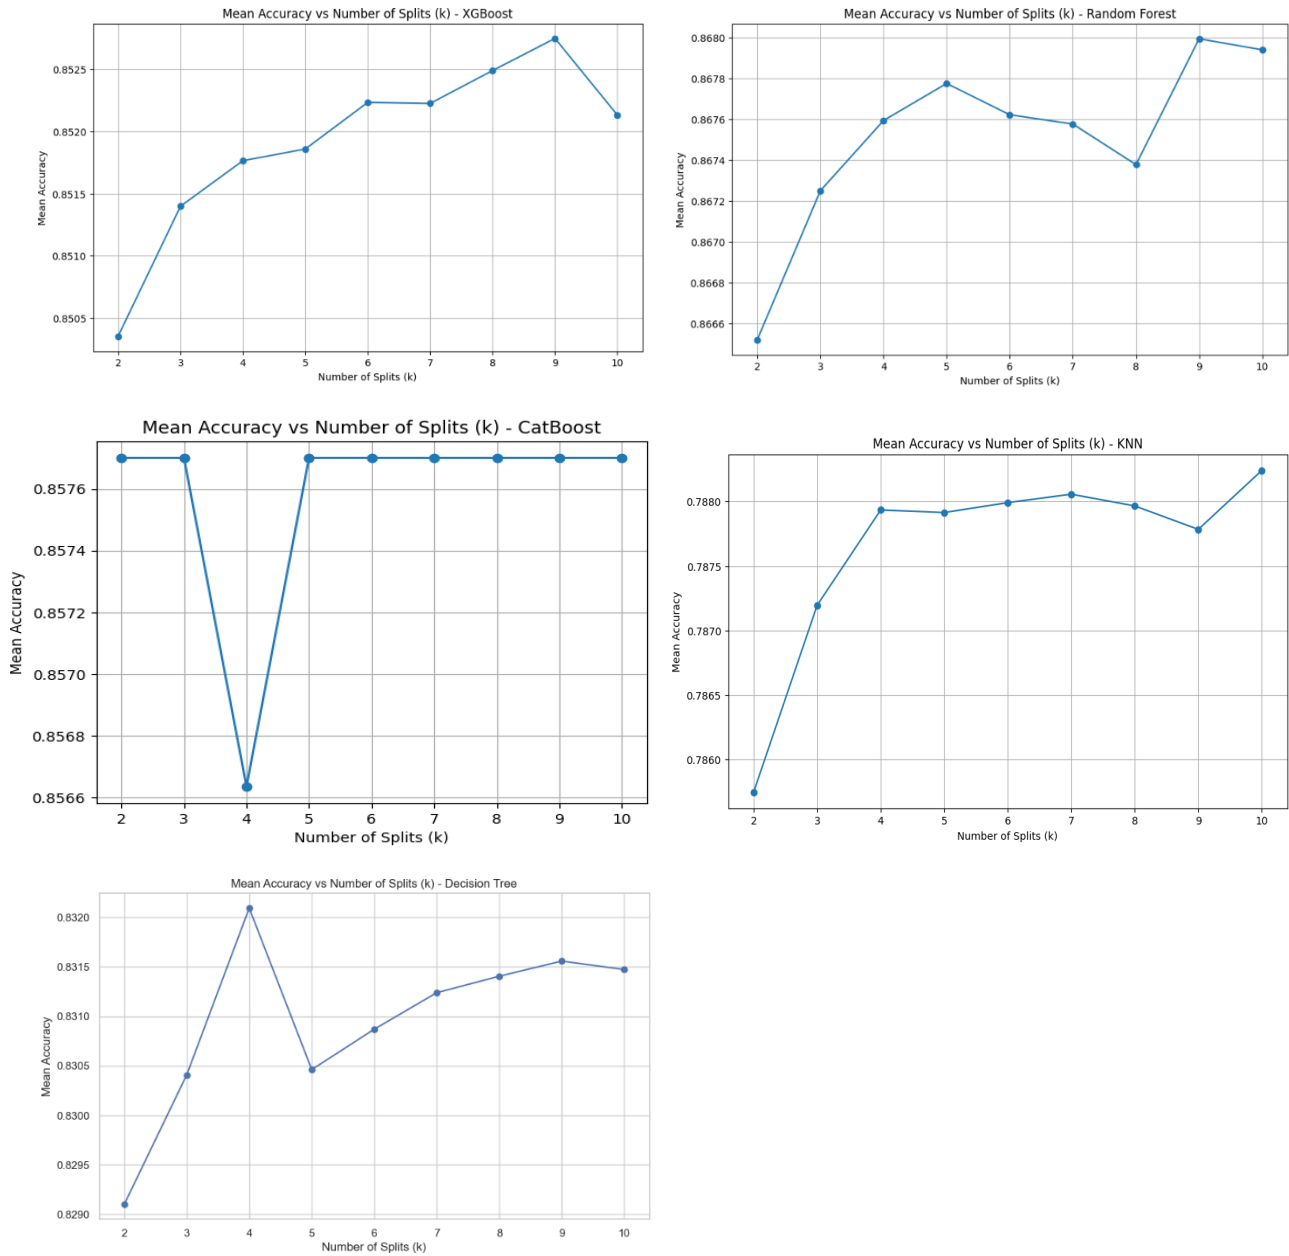 Mean Accuracy vs Number of Splits (k) - XGBoost
Mean Accuracy
0.8525
0.8520
0.8515
0.8510
0.8505
2 3 4 5 6 7 8 9 10
Number of Splits (k)
Mean Accuracy vs Number of Splits (k) - Random Forest
Mean Accuracy
0.8680
0.8678
0.8676
0.8674
0.8672
0.8670
0.8668
0.8666
2 3 4 5 6 7 8 9 10
Number of Splits (k)
Mean Accuracy vs Number of Splits (k) - CatBoost
Mean Accuracy
0.8576
0.8574
0.8572
0.8570
0.8568
0.8566
2 3 4 5 6 7 8 9 10
Number of Splits (k)
Mean Accuracy vs Number of Splits (k) - KNN
Mean Accuracy
0.7880
0.7875
0.7870
0.7865
0.7860
2 3 4 5 6 7 8 9 10
Number of Splits (k)
Mean Accuracy vs Number of Splits (k) - Decision Tree
Mean Accuracy
0.8320
0.8315
0.8310
0.8305
0.8300
0.8295
0.8290
2 3 4 5 6 7 8 9 10
Number of Splits (k)